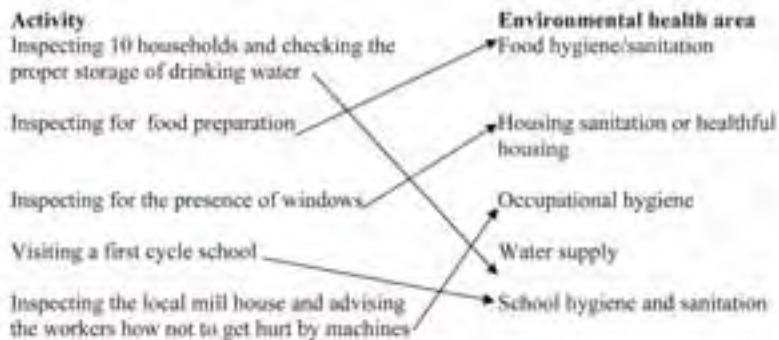 Activity
Inspecting 10 households and checking the
proper storage of drinking water
Inspecting for food preparation
Inspecting for the presence of windows
Visiting a first cycle school
Inspecting the local mill house and advising
the workers how not to get hurt by machines
Environmental health area
Food hygiene/sanitation
Housing sanitation or healthful
housing
Occupational hygiene
Water supply
School hygiene and sanitation